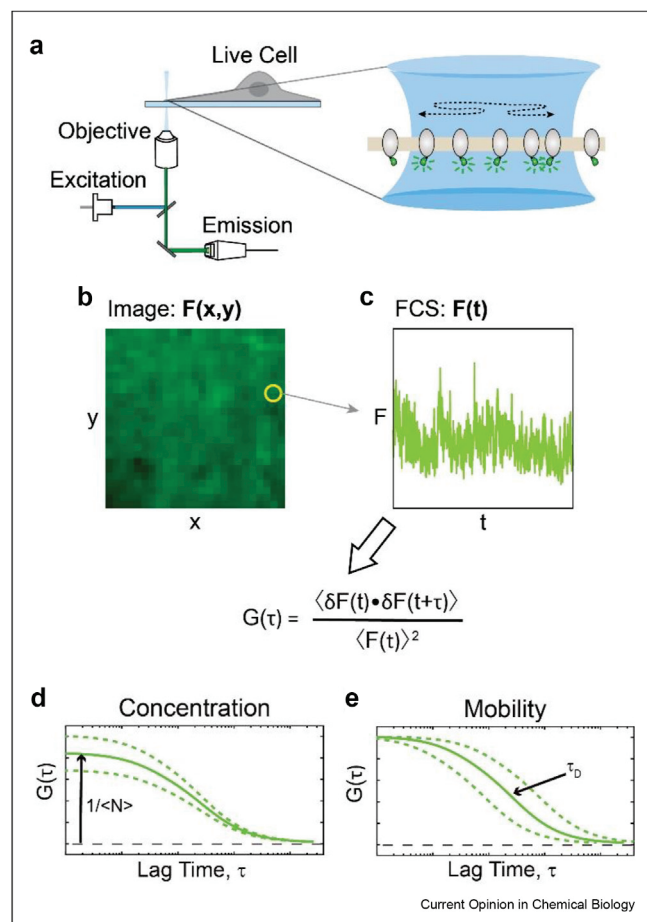 a
Live Cell
Objective
Excitation
Emission
b
Image: F(x,y)
y
x
c
FCS: F(t)
F
t
G(τ) = ⟨δF(t)•δF(t+τ)⟩
⟨F(t)⟩²
d
Concentration
G(τ)
1/<N>
Lag Time, τ
e
Mobility
G(τ)
τD
Lag Time, τ
Current Opinion in Chemical Biology